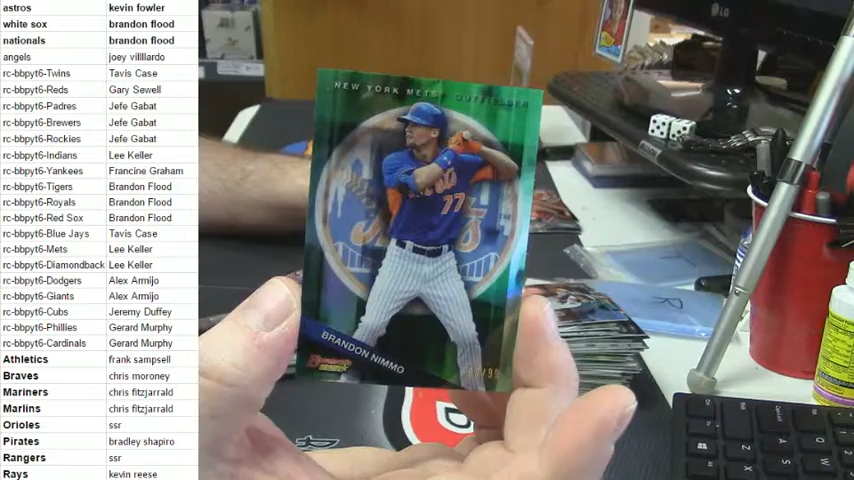 astros kevin fowler
white sox brandon flood
nationals brandon flood
angels joey villllardo
rc-bbpyt6-Twins Tavis Case
rc-bbpyt6-Reds Gary Sewell
rc-bbpyt6-Padres Jefe Gabat
rc-bbpyt6-Brewers Jefe Gabat
rc-bbpyt6-Rockies Jefe Gabat
rc-bbpyt6-Indians Lee Keller
rc-bbpyt6-Yankees Francine Graham
rc-bbpyt6-Tigers Brandon Flood
rc-bbpyt6-Royals Brandon Flood
rc-bbpyt6-Red Sox Brandon Flood
rc-bbpyt6-Blue Jays Tavis Case
rc-bbpyt6-Mets Lee Keller
rc-bbpyt6-Diamondback Lee Keller
rc-bbpyt6-Dodgers Alex Armijo
rc-bbpyt6-Giants Alex Armijo
rc-bbpyt6-Cubs Jeremy Duffey
rc-bbpyt6-Phillies Gerard Murphy
rc-bbpyt6-Cardinals Gerard Murphy
Athletics frank sampsell
Braves chris moroney
Mariners chris fitzjarrald
Marlins chris fitzjarrald
Orioles ssr
Pirates bradley shapiro
Rangers ssr
Rays kevin reese
NEW YORK METS OUTFIELDER
77
BRANDON NIMMO
LG